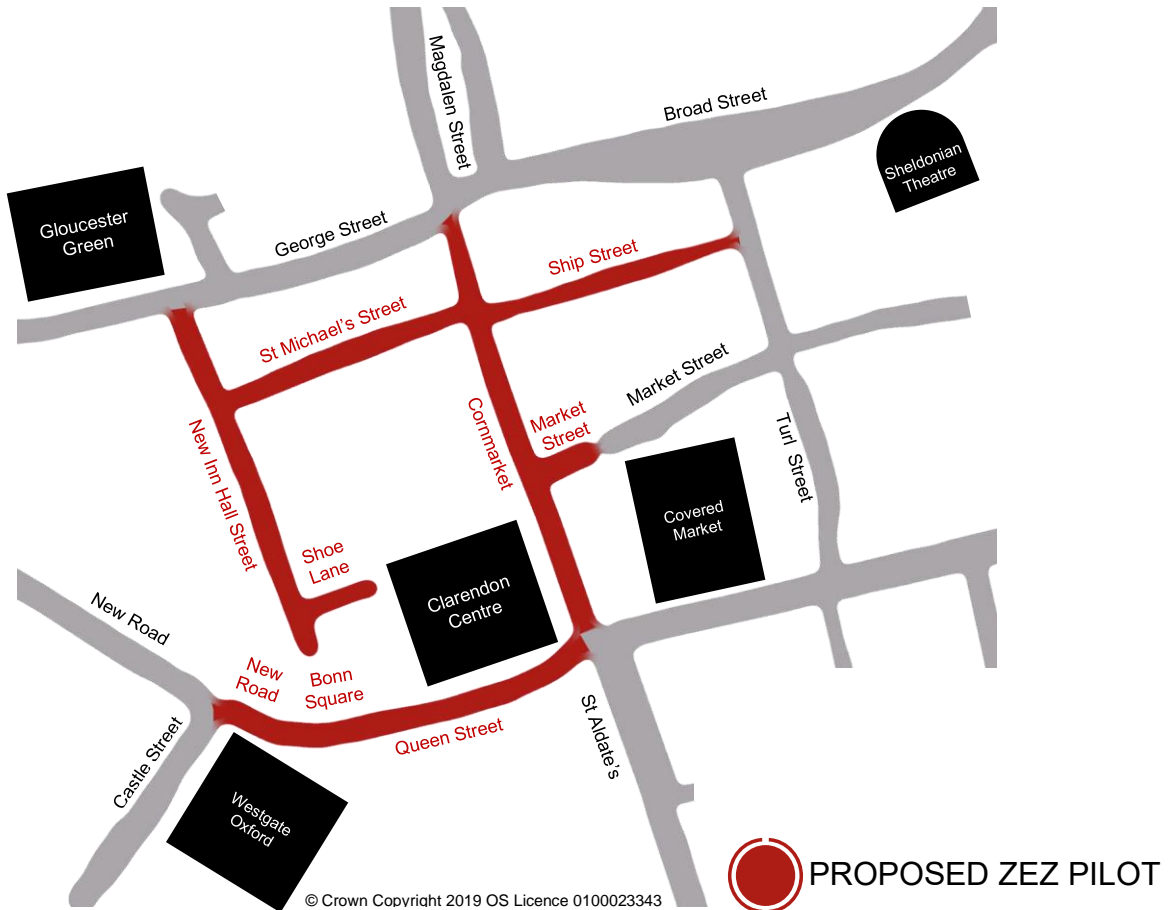 Magdalen Street
Broad Street
Sheldonian
Theatre
Gloucester
Green
George Street
Ship Street
St Michael's Street
Market Street
Cornmarket
Market
Street
New Inn Hall Street
Turl Street
Covered
Market
Shoe
Lane
Clarendon
Centre
New Road
New
Road
Bonn
Square
Queen Street
St Aldate's
Castle Street
Westgate
Oxford
PROPOSED ZEZ PILOT
© Crown Copyright 2019 OS Licence 0100023343